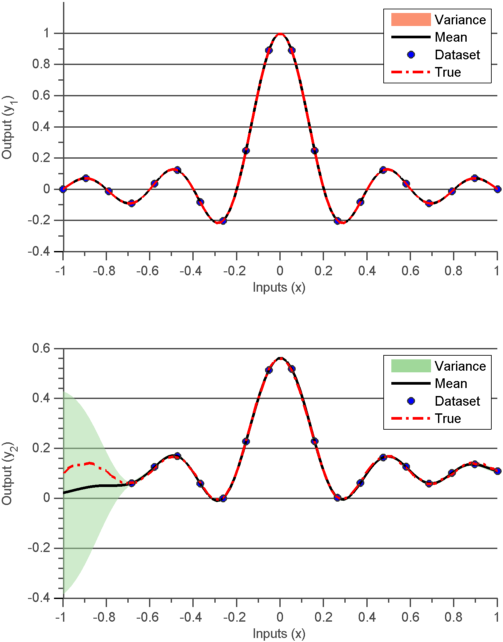 Variance
Mean
Dataset
True
Output (y1)
1
0.8
0.6
0.4
0.2
0
-0.2
-0.4
-1 -0.8 -0.6 -0.4 -0.2 0 0.2 0.4 0.6 0.8 1
Inputs (x)
Variance
Mean
Dataset
True
Output (y2)
0.6
0.4
0.2
0
-0.2
-0.4
-1 -0.8 -0.6 -0.4 -0.2 0 0.2 0.4 0.6 0.8 1
Inputs (x)